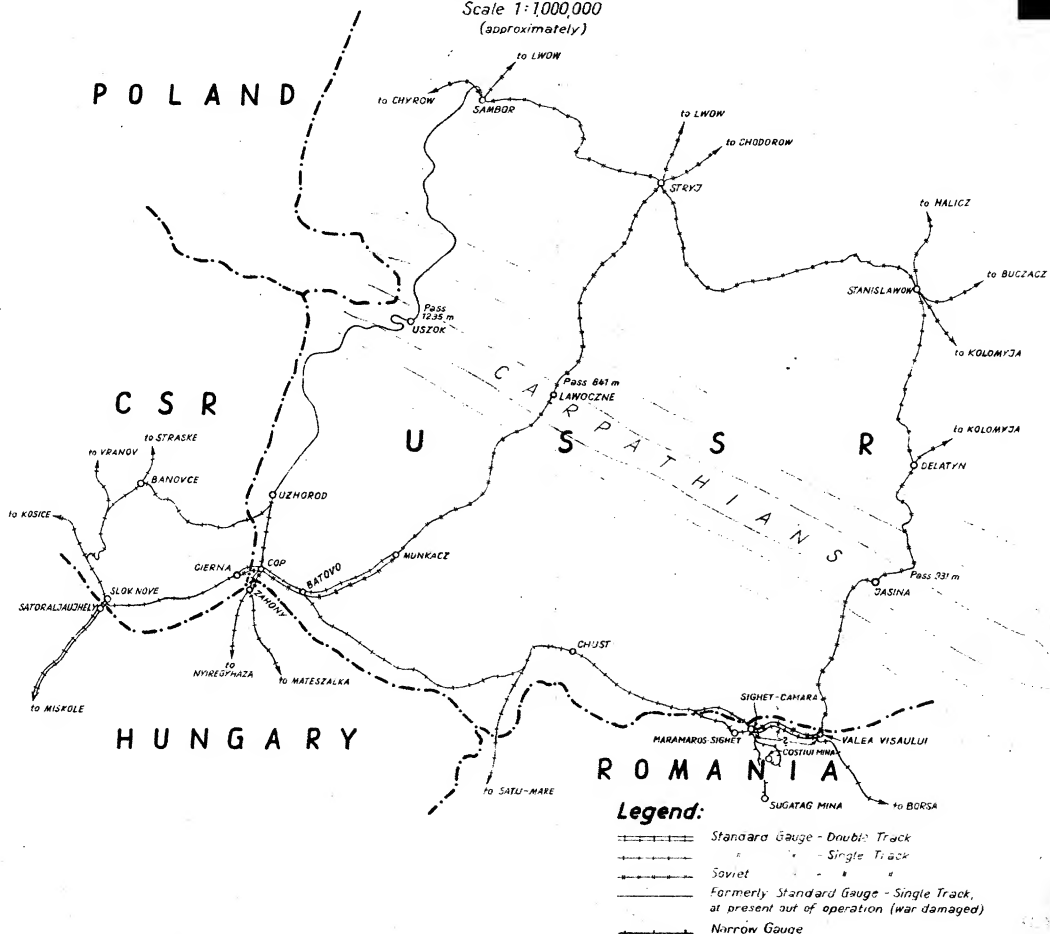 Scale 1:1,000,000
(approximately)
to LWOW
POLAND
to CHYROW
SAMBOR
to LWOW
to CHODOROW
STRYJ
to HALICZ
to BUCZACZ
STANISLAWOW
Pass
1235 m
USZOK
to KOLOMYJA
Pass 841 m
LAWOCZNE
CARPATHIANS
CSR
USSR
to STRASKE
to VRANOV
BANOVCE
to KOLOMYJA
DELATYN
UZHOROD
to KOSICE
MUNKACZ
CIERNA
COP
BATOVO
Pass 931 m
JASINA
SLOV. NOVE
SATORALJAUJHELY
ZAHONY
CHUST
to
NYIREGYHAZA
to MATESZALKA
to MISKOLC
SIGHET-CAMARA
HUNGARY
MARAMAROS-SIGHET
VALEA VISAULUI
COSTIUI MINA
ROMANIA
to SATU-MARE
SUGATAG MINA
to BORSA
Legend:
Standard Gauge - Double Track
" " - Single Track
Soviet " - " "
Formerly Standard Gauge - Single Track,
at present out of operation (war damaged)
Narrow Gauge